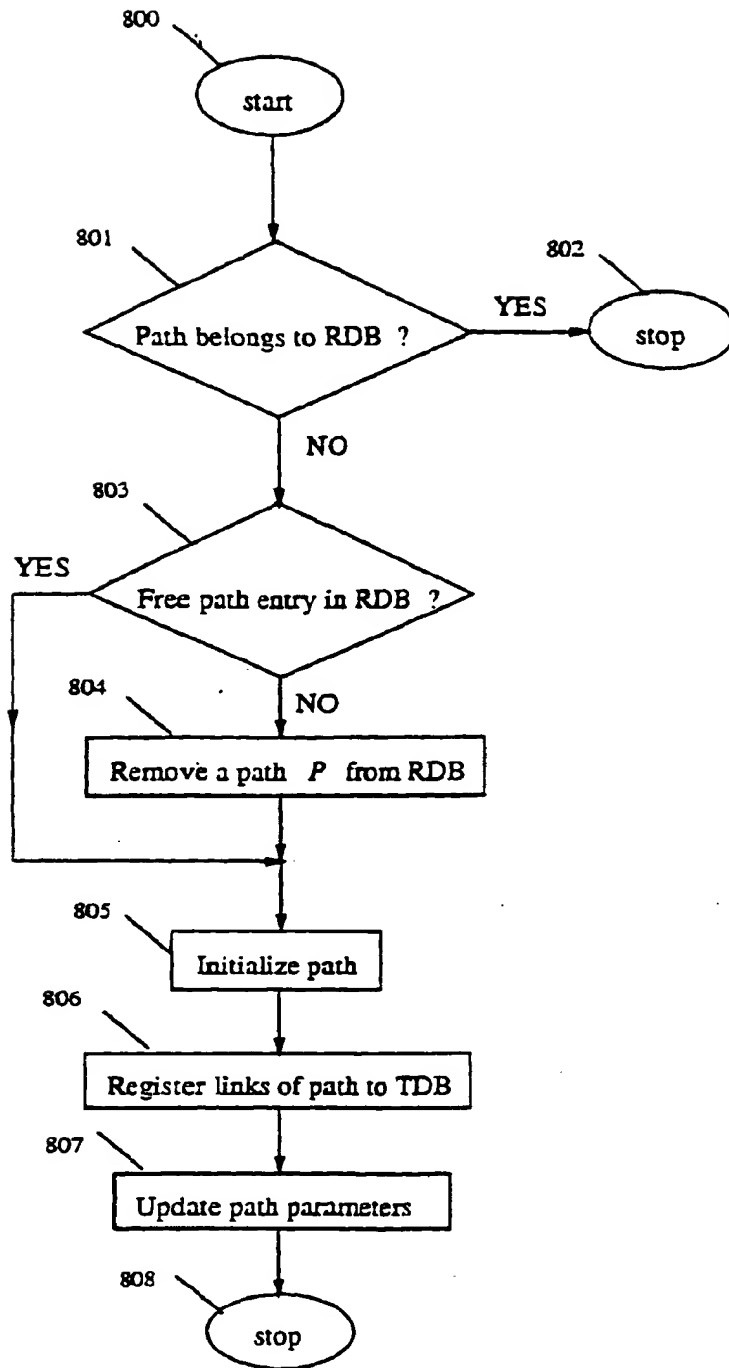 800
start
801
Path belongs to RDB ?
YES
802
stop
NO
803
YES
Free path entry in RDB ?
804
NO
Remove a path P from RDB
805
Initialize path
806
Register links of path to TDB
807
Update path parameters
808
stop